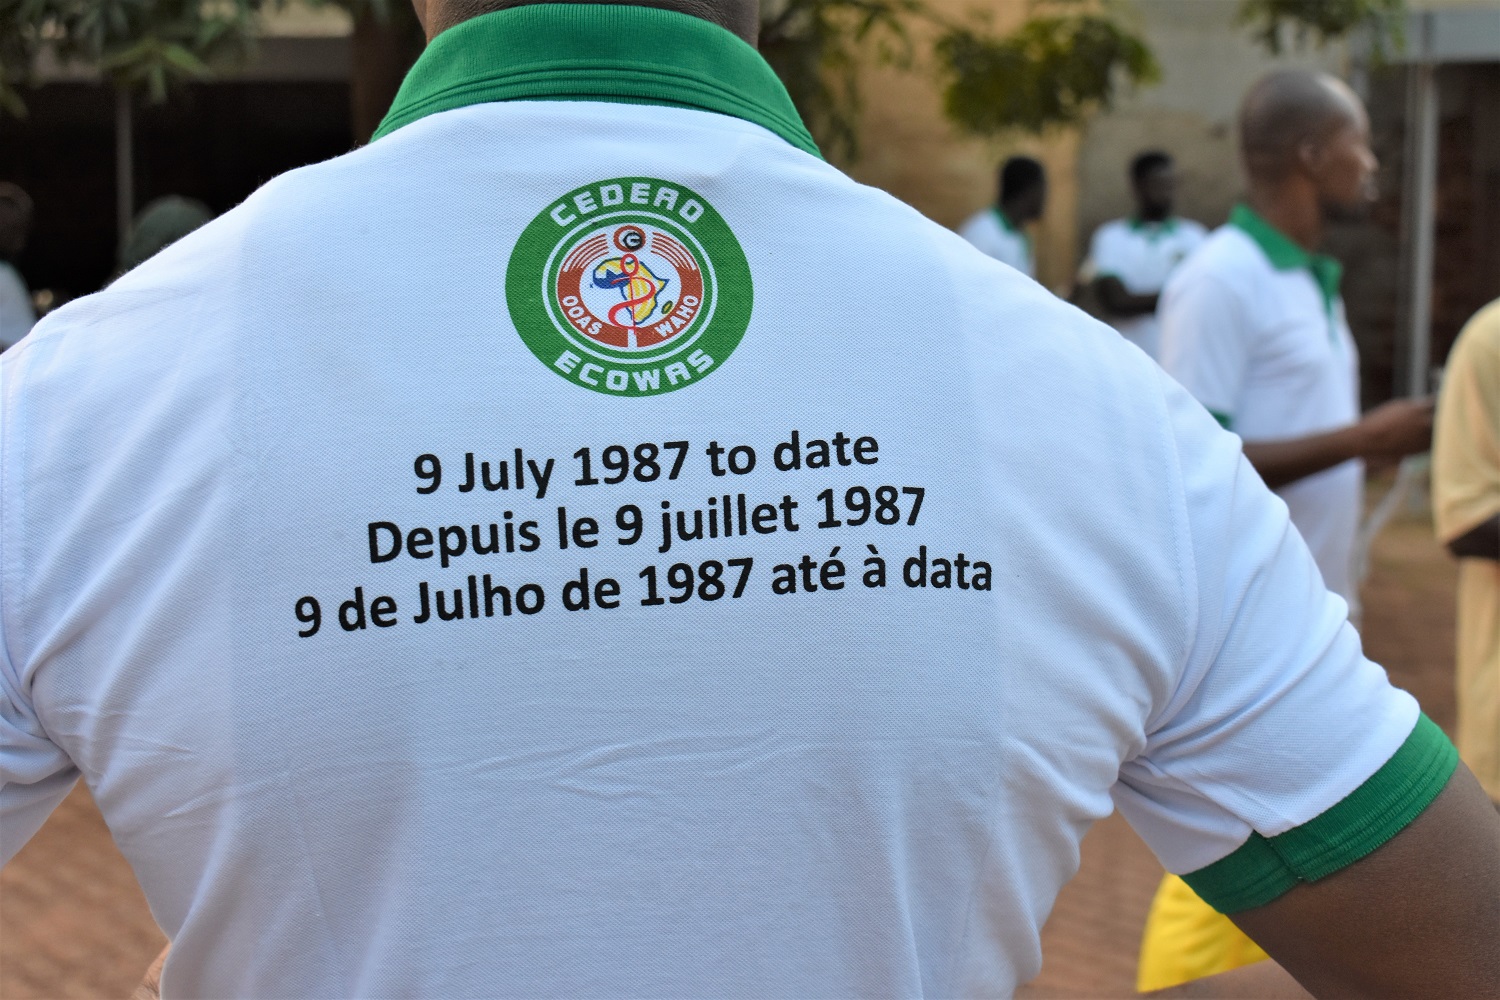 CEDEAO
OOAS WAHO
ECOWAS
9 July 1987 to date
Depuis le 9 juillet 1987
9 de Julho de 1987 até à data